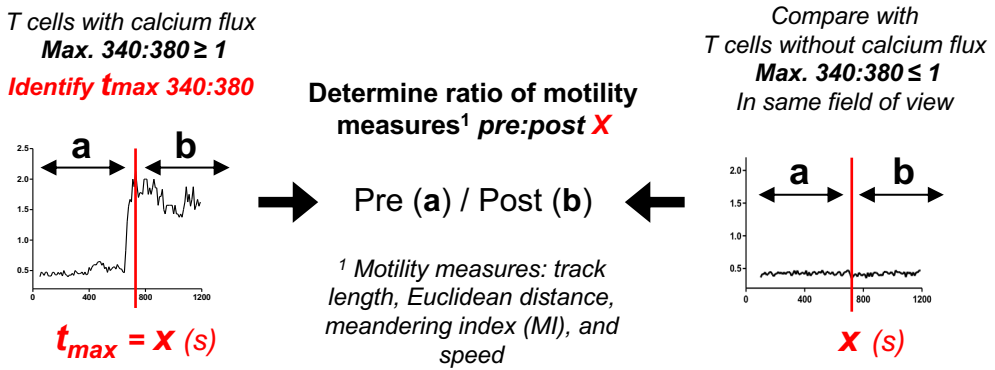 T cells with calcium flux
Max. 340:380 ≥ 1
Identify tmax 340:380
a
b
2.5
2.0
1.5
1.0
0.5
0
400
800
1200
tmax = x (s)
Determine ratio of motility
measures1 pre:post X
Pre (a) / Post (b)
1 Motility measures: track
length, Euclidean distance,
meandering index (MI), and
speed
Compare with
T cells without calcium flux
Max. 340:380 ≤ 1
In same field of view
a
b
2.0
1.5
1.0
0.5
0
400
800
1200
x (s)